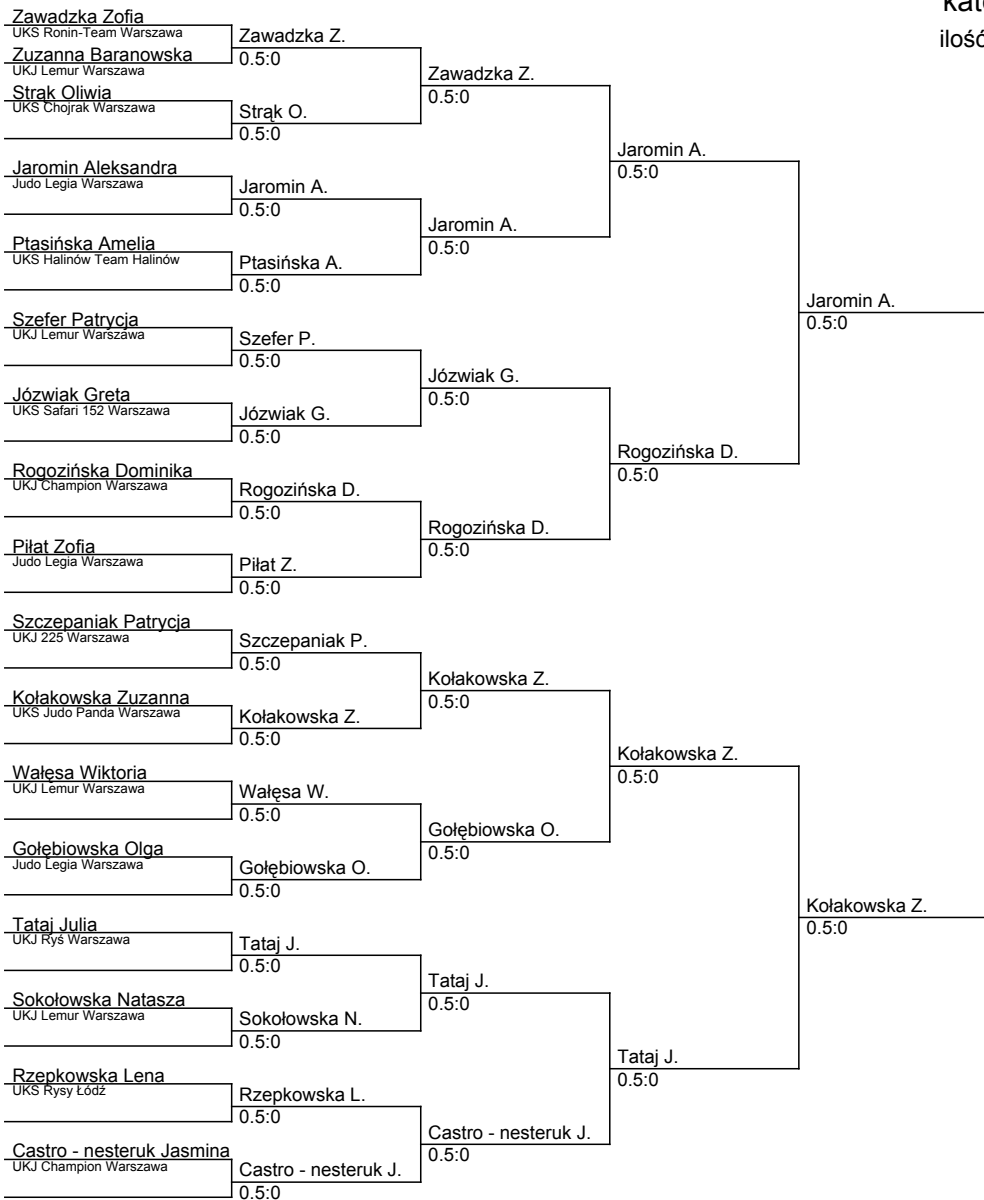 kate
ilość
Zawadzka Zofia
UKS Ronin-Team Warszawa
Zuzanna Baranowska
UKJ Lemur Warszawa
Strąk Oliwia
UKS Chojrak Warszawa
Jaromin Aleksandra
Judo Legia Warszawa
Ptasińska Amelia
UKS Halinów Team Halinów
Szefer Patrycja
UKJ Lemur Warszawa
Józwiak Greta
UKS Safari 152 Warszawa
Rogozińska Dominika
UKJ Champion Warszawa
Piłat Zofia
Judo Legia Warszawa
Szczepaniak Patrycja
UKJ 225 Warszawa
Kołakowska Zuzanna
UKS Judo Panda Warszawa
Wałęsa Wiktoria
UKJ Lemur Warszawa
Gołębiowska Olga
Judo Legia Warszawa
Tataj Julia
UKJ Ryś Warszawa
Sokołowska Natasza
UKJ Lemur Warszawa
Rzepkowska Lena
UKS Rysy Łódź
Castro - nesteruk Jasmina
UKJ Champion Warszawa
Zawadzka Z.
0.5:0
Strąk O.
0.5:0
Jaromin A.
0.5:0
Ptasińska A.
0.5:0
Szefer P.
0.5:0
Józwiak G.
0.5:0
Rogozińska D.
0.5:0
Piłat Z.
0.5:0
Szczepaniak P.
0.5:0
Kołakowska Z.
0.5:0
Wałęsa W.
0.5:0
Gołębiowska O.
0.5:0
Tataj J.
0.5:0
Sokołowska N.
0.5:0
Rzepkowska L.
0.5:0
Castro - nesteruk J.
0.5:0
Zawadzka Z.
0.5:0
Jaromin A.
0.5:0
Józwiak G.
0.5:0
Rogozińska D.
0.5:0
Kołakowska Z.
0.5:0
Gołębiowska O.
0.5:0
Tataj J.
0.5:0
Castro - nesteruk J.
0.5:0
Jaromin A.
0.5:0
Rogozińska D.
0.5:0
Kołakowska Z.
0.5:0
Tataj J.
0.5:0
Jaromin A.
0.5:0
Kołakowska Z.
0.5:0